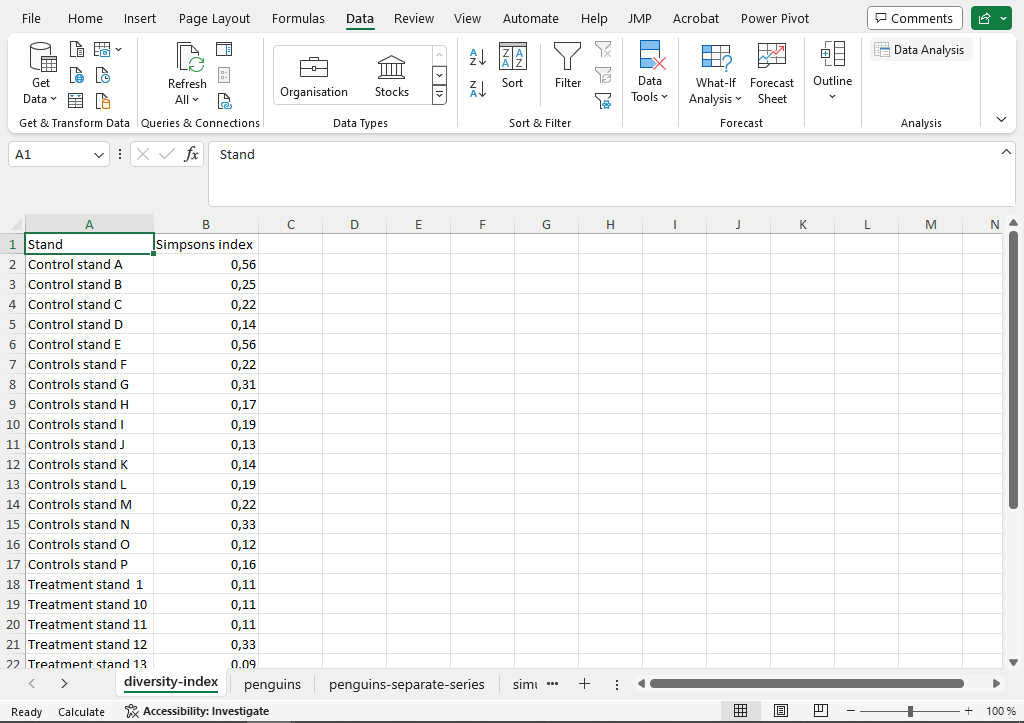 File Home Insert Page Layout Formulas Data Review View Automate Help JMP Acrobat Power Pivot Comments
Get Data
Refresh All
Organisation Stocks
Z A A Z Sort
Filter
Data Tools
What-If Analysis
Forecast Sheet
Outline
Data Analysis
Get & Transform Data Queries & Connections Data Types Sort & Filter Forecast Analysis
A1 fx Stand
A B C D E F G H I J K L M N
1 Stand Simpsons index
2 Control stand A 0,56
3 Control stand B 0,25
4 Control stand C 0,22
5 Control stand D 0,14
6 Control stand E 0,56
7 Controls stand F 0,22
8 Controls stand G 0,31
9 Controls stand H 0,17
10 Controls stand I 0,19
11 Controls stand J 0,13
12 Controls stand K 0,14
13 Controls stand L 0,19
14 Controls stand M 0,22
15 Controls stand N 0,33
16 Controls stand O 0,12
17 Controls stand P 0,16
18 Treatment stand 1 0,11
19 Treatment stand 10 0,11
20 Treatment stand 11 0,11
21 Treatment stand 12 0,33
22 Treatment stand 13 0,09
diversity-index penguins penguins-separate-series simu ...
Ready Calculate Accessibility: Investigate 100 %